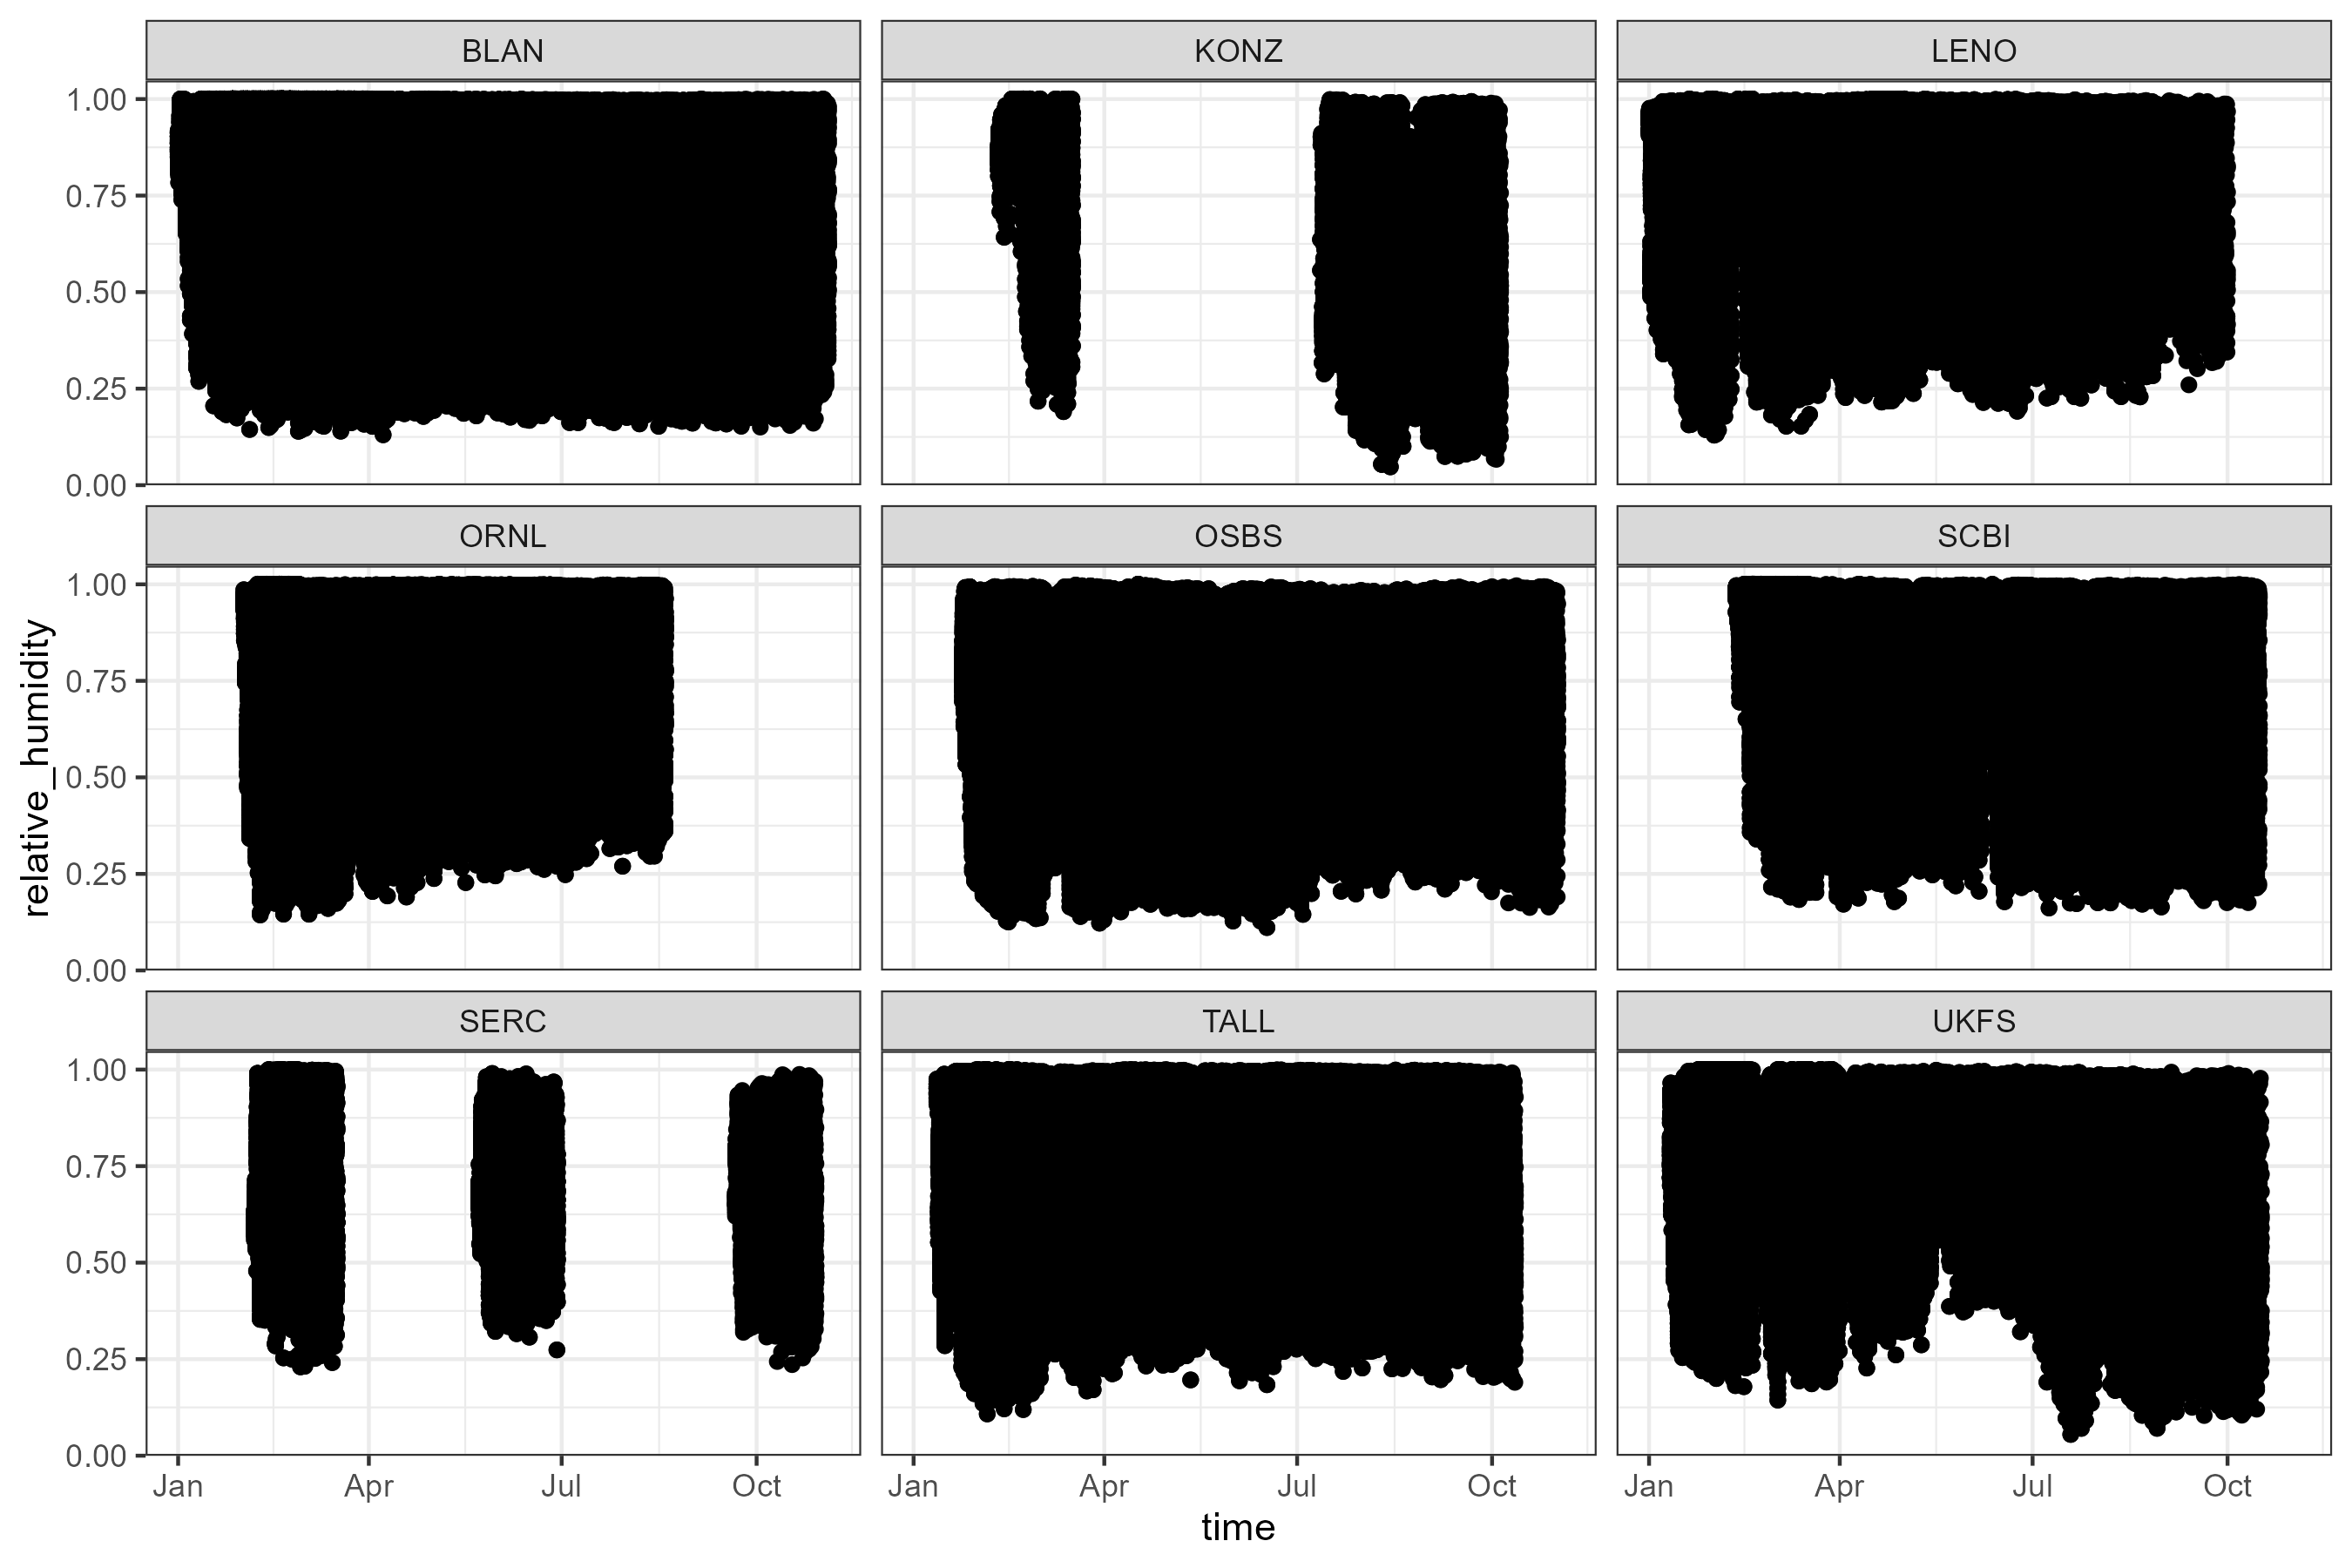 BLAN KONZ LENO
1.00
0.75
0.50
0.25
0.00
ORNL OSBS SCBI
1.00
0.75
0.50
0.25
0.00
relative_humidity
SERC TALL UKFS
1.00
0.75
0.50
0.25
0.00
Jan Apr Jul Oct Jan Apr Jul Oct Jan Apr Jul Oct
time